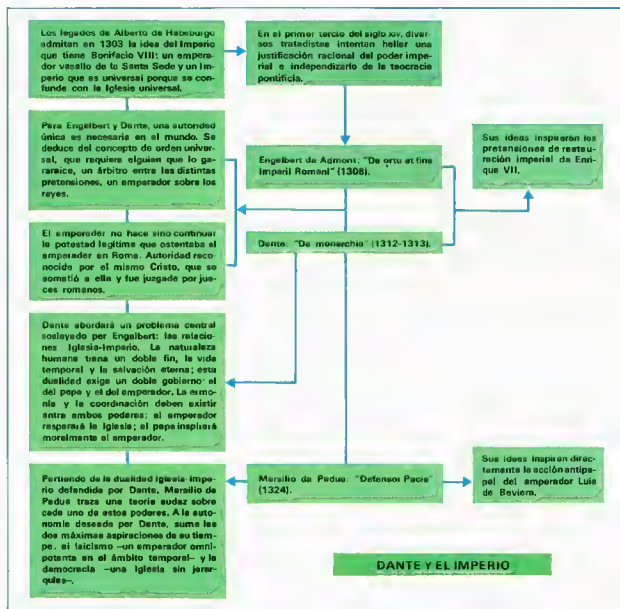 Los legados de Alberto de Habsburgo
admiten en 1303 la idea del Imperio
que tiene Bonifacio VIII: un empera-
dor vasallo de la Santa Sede y un Im-
perio que es universal porque se con-
funde con la Iglesia universal.
En el primer tercio del siglo XIV, diver-
sos tratadistas intentan hallar una
justificación racional del poder impe-
rial e independizarlo de la teocracia
pontificia.
Para Engelbert y Dante, una autoridad
única es necesaria en el mundo. Se
deduce del concepto de orden univer-
sal, que requiere alguien que lo ga-
rantice, un árbitro entre las distintas
pretensiones, un emperador sobre los
reyes.
Engelbert de Agmont: "De ortu et fine
Imperii Romani" (1308).
Sus ideas inspiran las
pretensiones de restau-
ración imperial de Enri-
que VII.
El emperador no hace sino continuar
la potestad legítima que ostentaba el
emperador en Roma. Autoridad reco-
nocida por el mismo Cristo, que se
sometió a ella y fue juzgado por jue-
ces romanos.
Dante: "De monarchia" (1312-1313).
Dante abordará un problema central
soslayado por Engelbert: las relacio-
nes Iglesia-Imperio. La naturaleza
humana tiene un doble fin, la vida
temporal y la salvación eterna; esta
dualidad exige un doble gobierno: el
del papa y el del emperador. La armo-
nía y la coordinación deben existir
entre ambos poderes: el emperador
respetará la Iglesia; el papa inspirará
moralmente al emperador.
Partiendo de la dualidad Iglesia-Impe-
rio defendida por Dante, Marsilio de
Padua traza una teoría audaz sobre
cada uno de estos poderes. A la auto-
nomía deseada por Dante, suma las
dos máximas aspiraciones de su tiem-
po, el laicismo –un emperador omni-
potente en el ámbito temporal– y la
democracia –una Iglesia sin jerar-
quías–.
Marsilio de Padua: "Defensor Pacis"
(1324).
Sus ideas inspiran direc-
tamente la acción antipa-
pal del emperador Luis
de Baviera.
DANTE Y EL IMPERIO